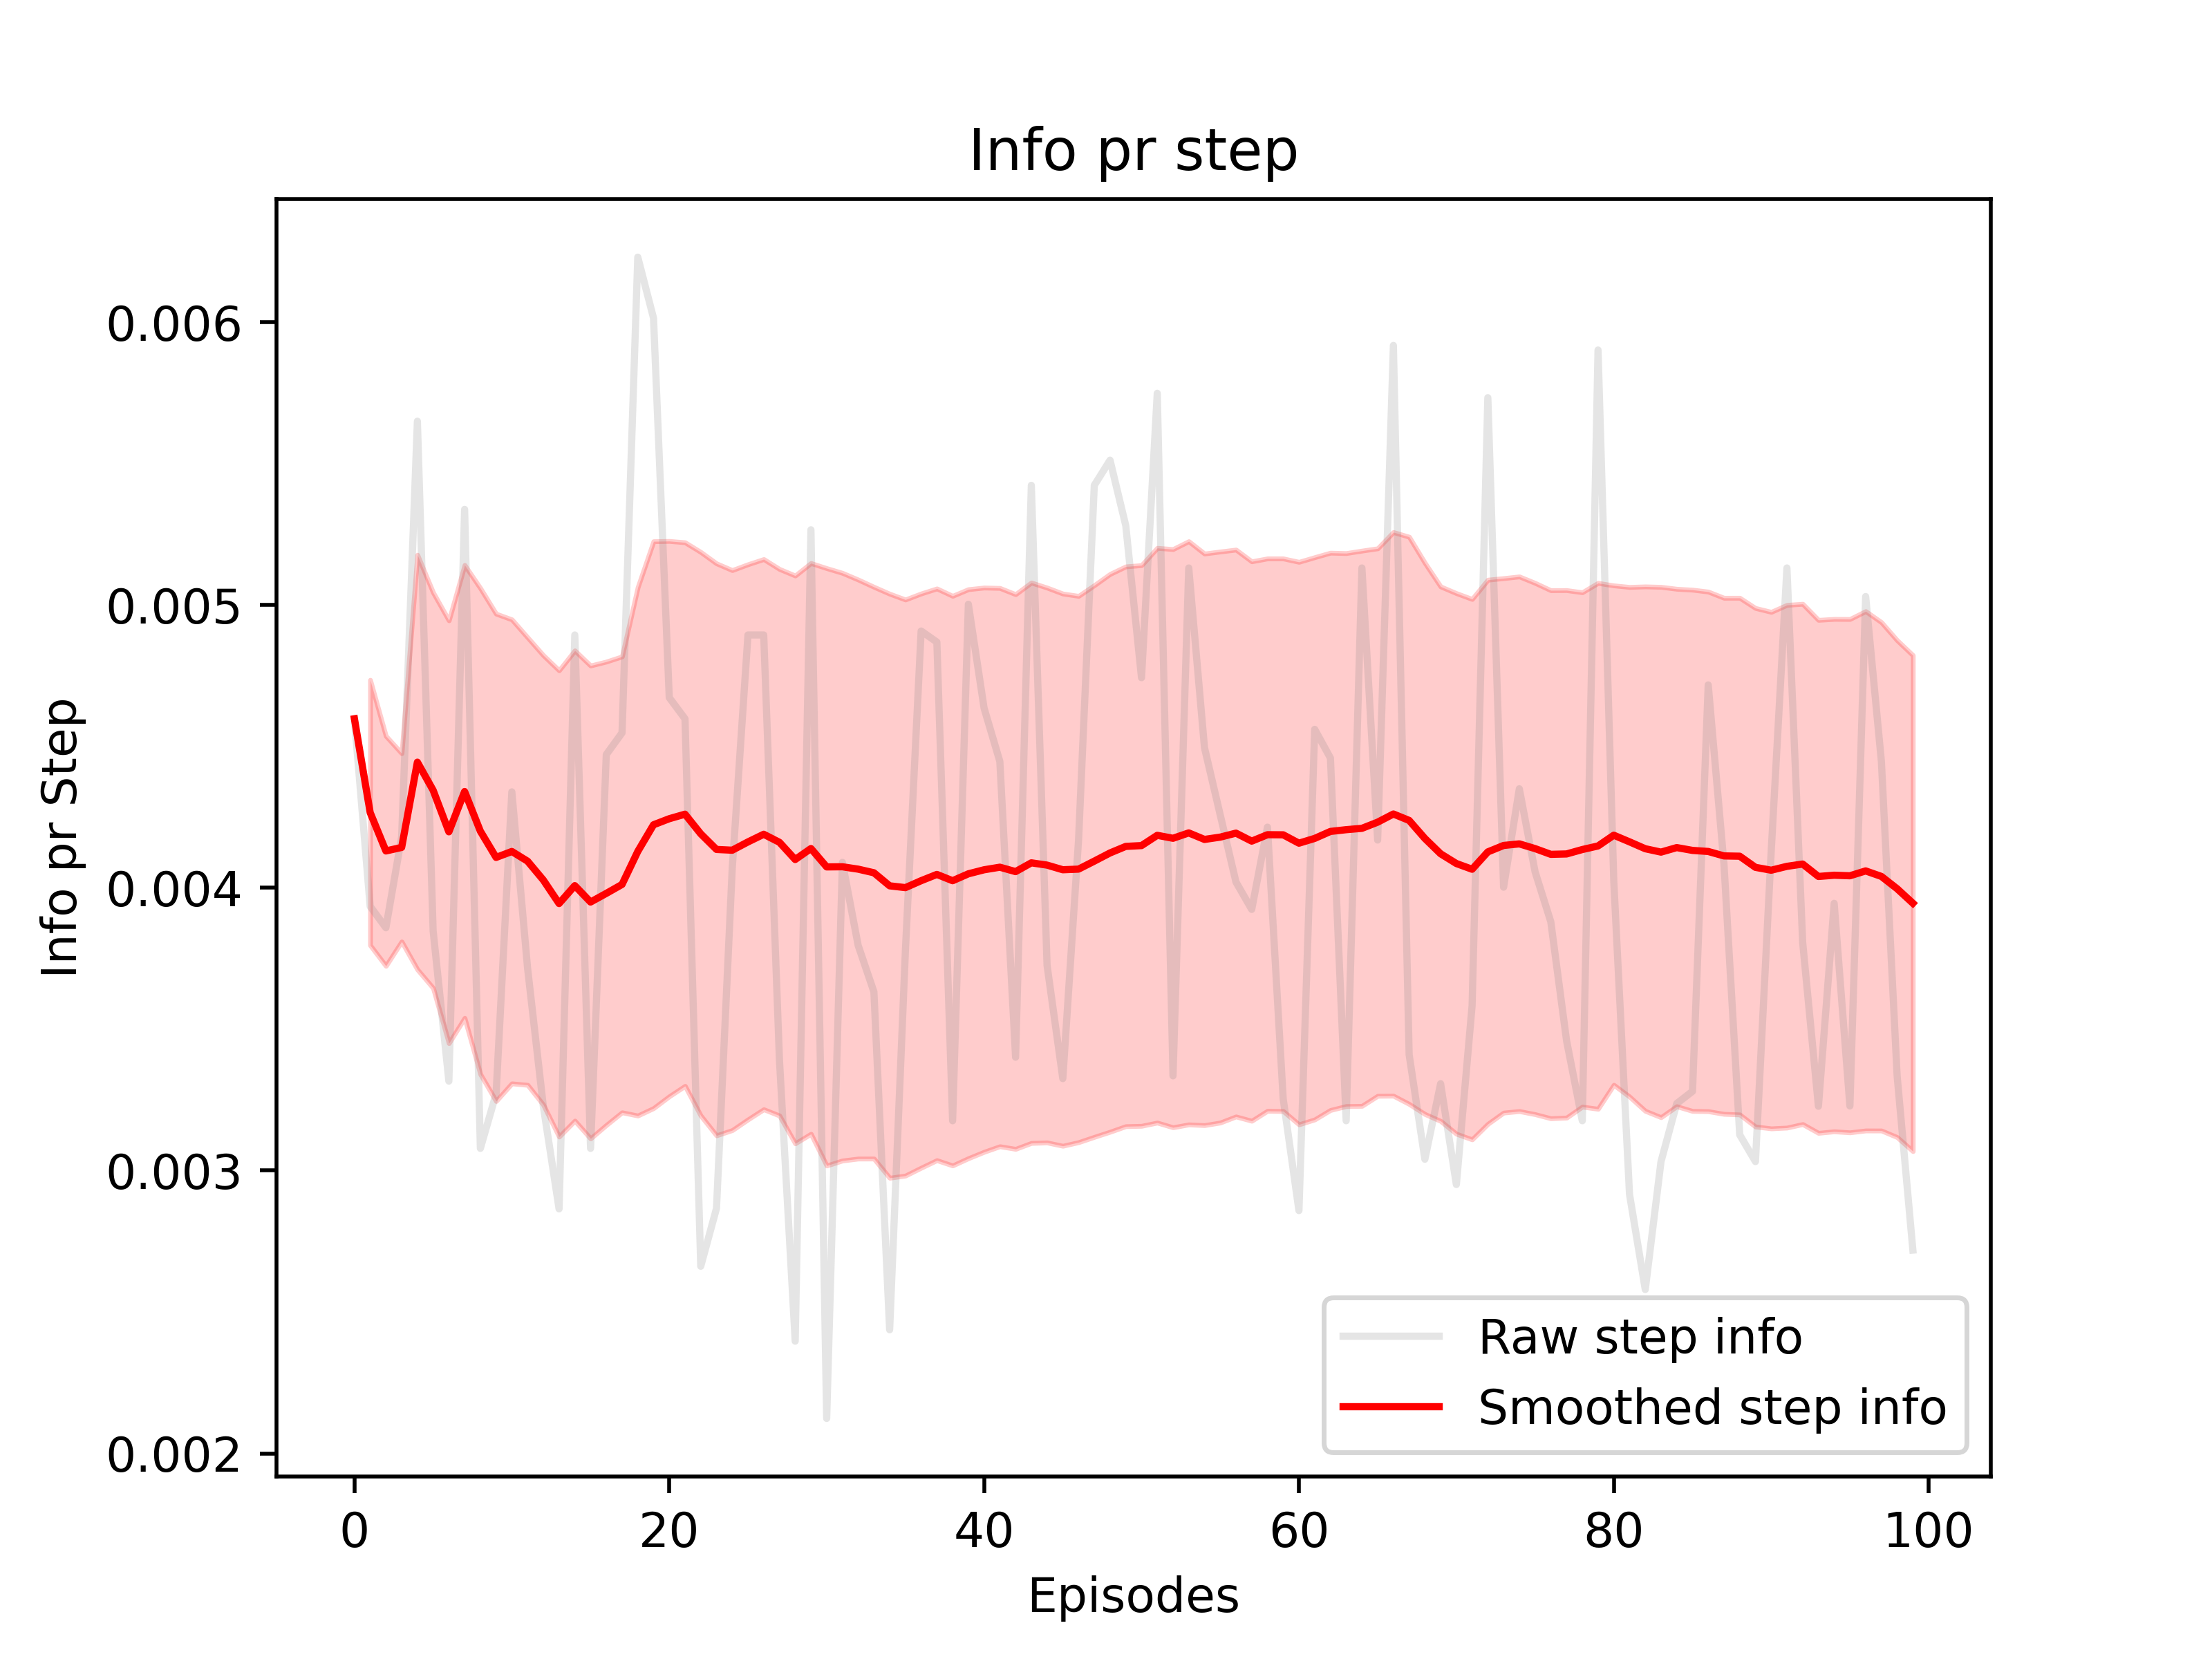 Info pr step
Info pr Step
0.006
0.005
0.004
0.003
0.002
0 20 40 60 80 100
Episodes
Raw step info
Smoothed step info